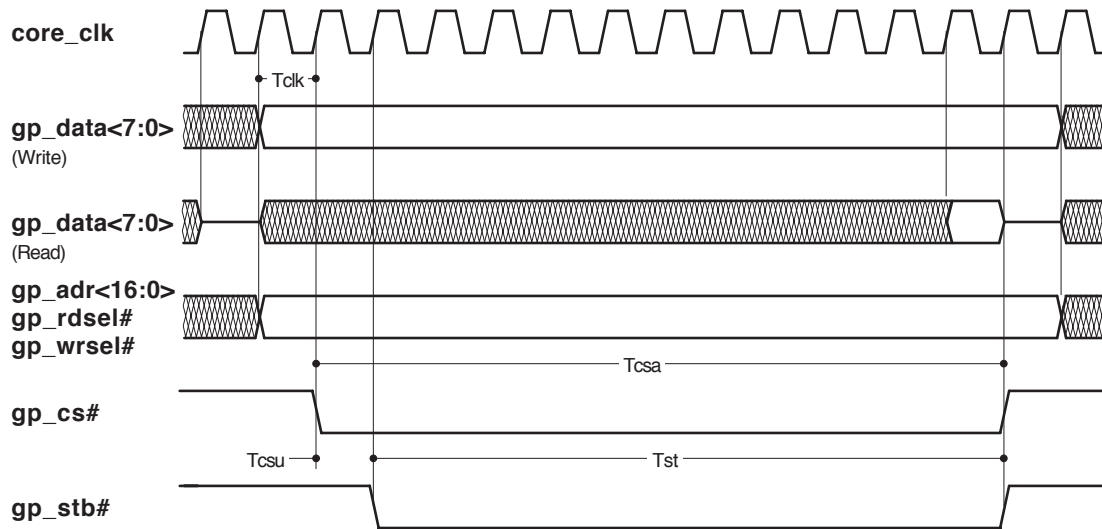 core_clk
Tclk
gp_data<7:0>
(Write)
gp_data<7:0>
(Read)
gp_adr<16:0>
gp_rdsel#
gp_wrsel#
Tcsa
gp_cs#
Tcsu
Tst
gp_stb#